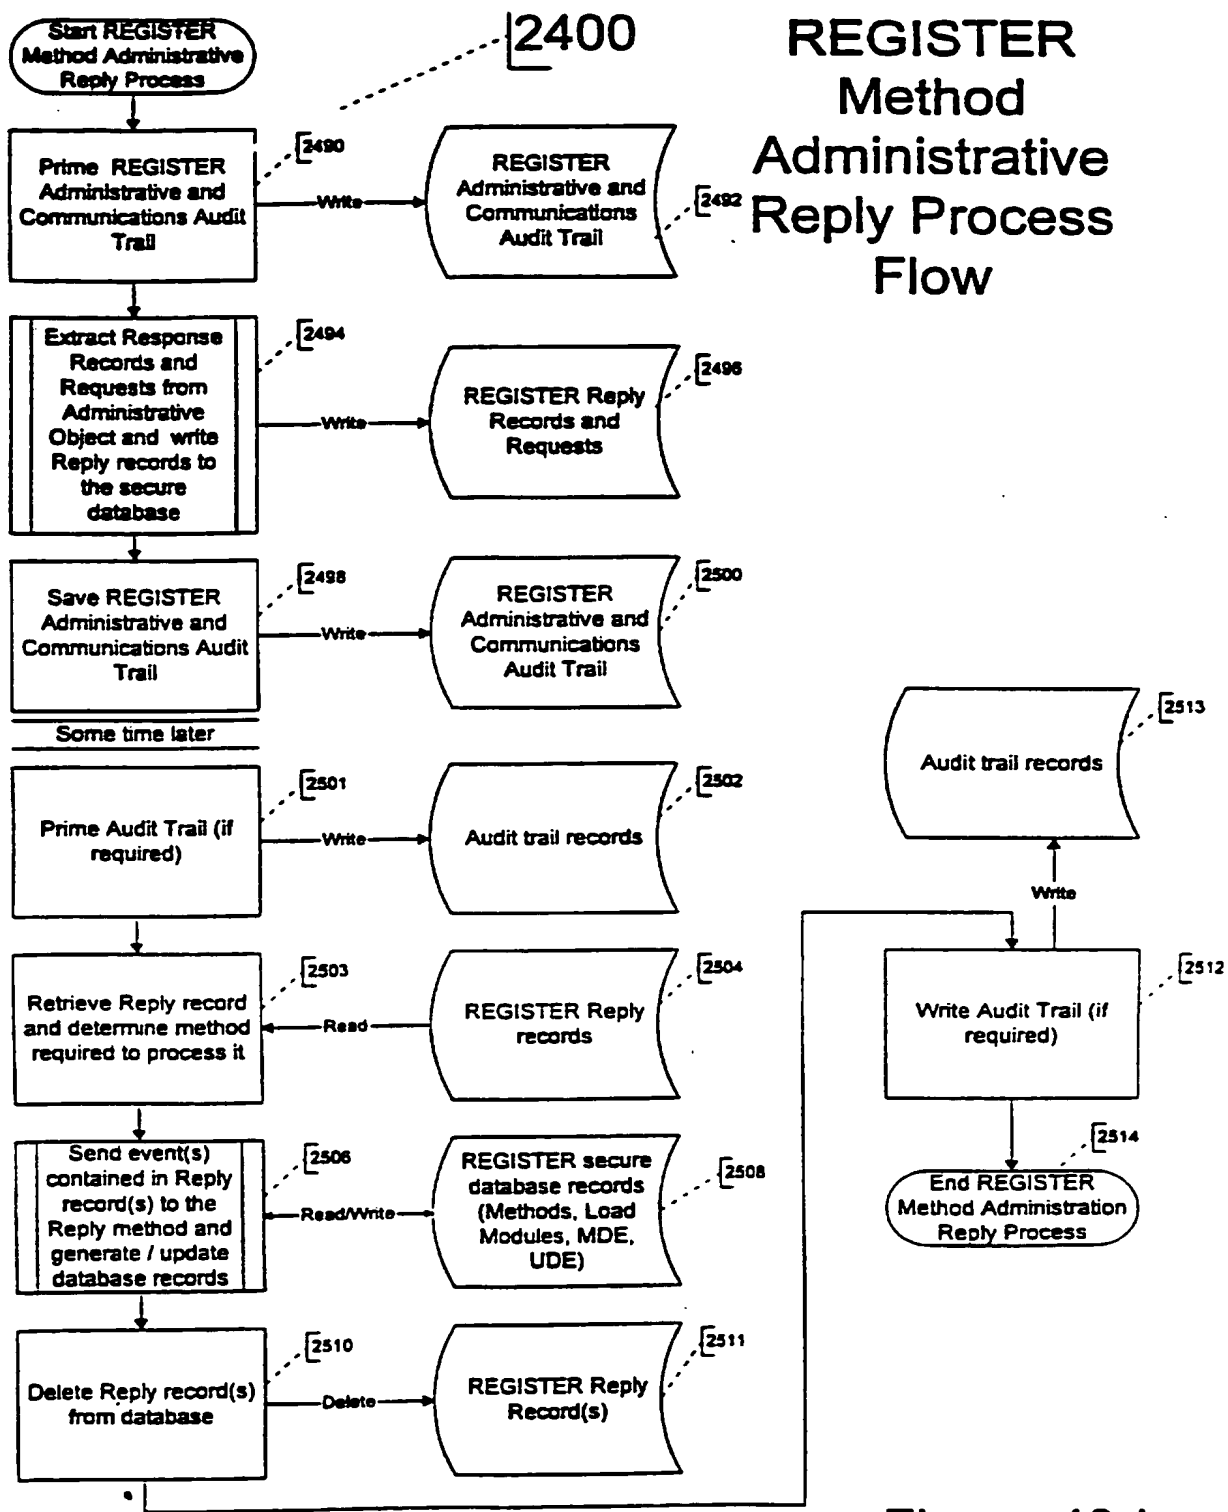 Start REGISTER
Method Administrative
Reply Process
2400
REGISTER
Method
Administrative
Reply Process
Flow
Prime REGISTER
Administrative and
Communications Audit
Trail
2490
Write
REGISTER
Administrative and
Communications
Audit Trail
2492
Extract Response
Records and
Requests from
Administrative
Object and write
Reply records to
the secure
database
2494
Write
REGISTER Reply
Records and
Requests
2496
Save REGISTER
Administrative and
Communications Audit
Trail
2498
Write
REGISTER
Administrative and
Communications
Audit Trail
2500
Some time later
Prime Audit Trail (if
required)
2501
Write
Audit trail records
2502
Retrieve Reply record
and determine method
required to process it
2503
Read
REGISTER Reply
records
2504
Send event(s)
contained in Reply
record(s) to the
Reply method and
generate / update
database records
2506
Read/Write
REGISTER secure
database records
(Methods, Load
Modules, MDE,
UDE)
2508
Delete Reply record(s)
from database
2510
Delete
REGISTER Reply
Record(s)
2511
Audit trail records
2513
Write
Write Audit Trail (if
required)
2512
2514
End REGISTER
Method Administration
Reply Process